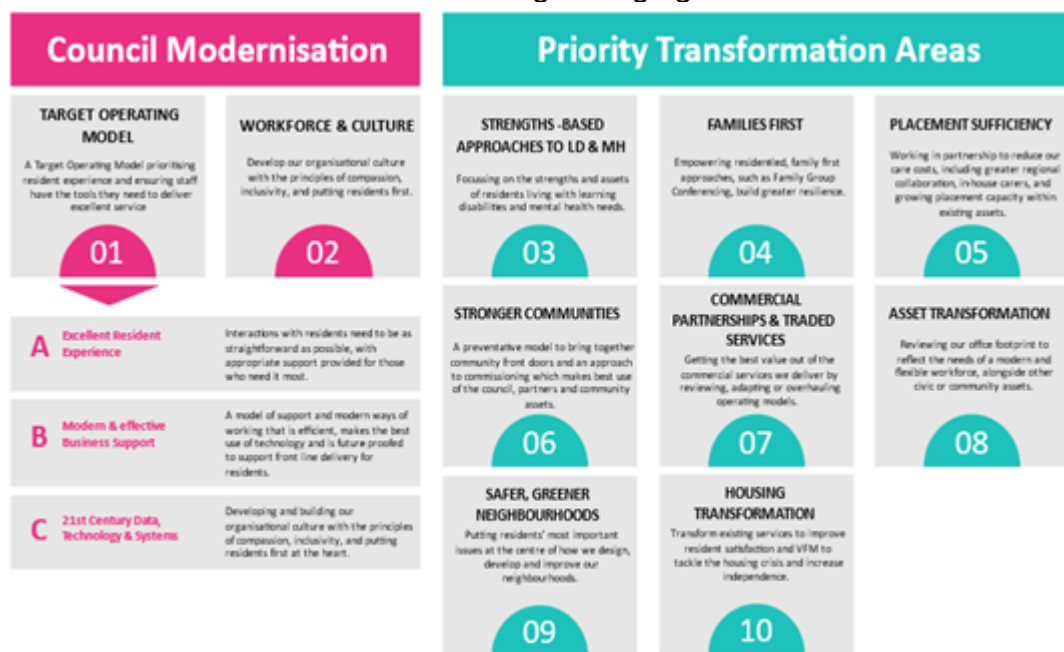 Council Modernisation
Priority Transformation Areas
TARGET OPERATING
MODEL
A Target Operating Model prioritising
resident experience and ensuring staff
have the tools they need to deliver
excellent service
01
WORKFORCE & CULTURE
Develop our organisational culture
with the principles of compassion,
inclusivity, and putting residents first.
02
A
Excellent Resident
Experience
Interactions with residents need to be as
straightforward as possible, with
appropriate support provided for those
who need it most.
B
Modern & effective
Business Support
A model of support and modern ways of
working that is efficient, makes the best
use of technology and is future proofed
to support front line delivery for
residents.
C
21st Century Data,
Technology & Systems
Developing and building our
organisational culture with the principles
of compassion, inclusivity, and putting
residents first at the heart.
STRENGTHS -BASED
APPROACHES TO LD & MH
Focussing on the strengths and assets
of residents living with learning
disabilities and mental health needs.
03
FAMILIES FIRST
Empowering residentled, family first
approaches, such as Family Group
Conferencing, build greater resilience.
04
PLACEMENT SUFFICIENCY
Working in partnership to reduce our
care costs, including greater regional
collaboration, in-house carers, and
growing placement capacity within
existing assets.
05
STRONGER COMMUNITIES
A preventative model to bring together
community front doors and an approach
to commissioning which makes best use
of the council, partners and community
assets.
06
COMMERCIAL
PARTNERSHIPS & TRADED
SERVICES
Getting the best value out of the
commercial services we deliver by
reviewing, adapting or overhauling
operating models.
07
ASSET TRANSFORMATION
Reviewing our office footprint to
reflect the needs of a modern and
flexible workforce, alongside other
civic or community assets.
08
SAFER, GREENER
NEIGHBOURHOODS
Putting residents' most important
issues at the centre of how we design,
develop and improve our
neighbourhoods.
09
HOUSING
TRANSFORMATION
Transform existing services to improve
resident satisfaction and VFM to
tackle the housing crisis and increase
independence.
10